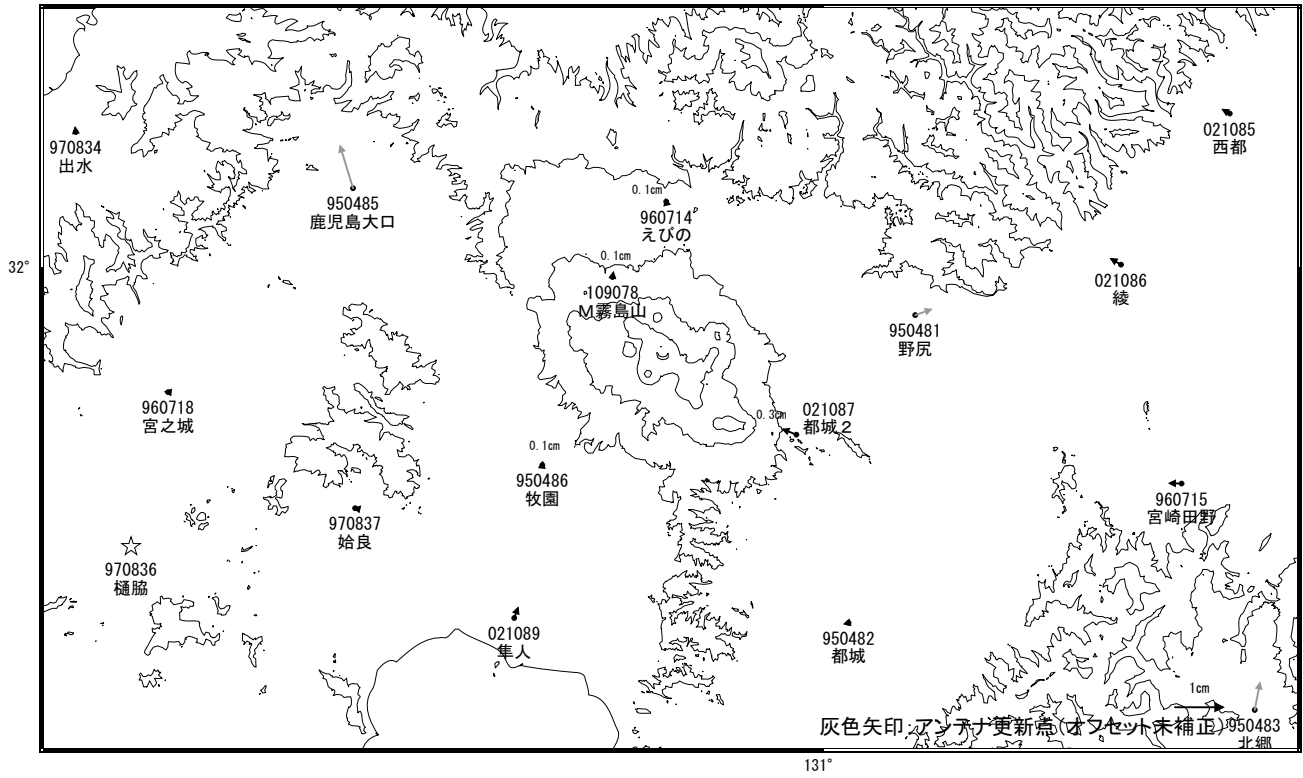 021085
西都
970834
出水
950485
鹿児島大口
0.1cm
960714
えびの
32°
0.1cm
109078
M霧島山
021086
綾
950481
野尻
960718
宮之城
0.3cm
021087
都城2
0.1cm
950486
牧園
960715
宮崎田野
970837
姶良
970836
樋脇
021089
隼人
950482
都城
1cm
灰色矢印:アンテナ更新点(オフセット未補正)
950483
北郷
131°